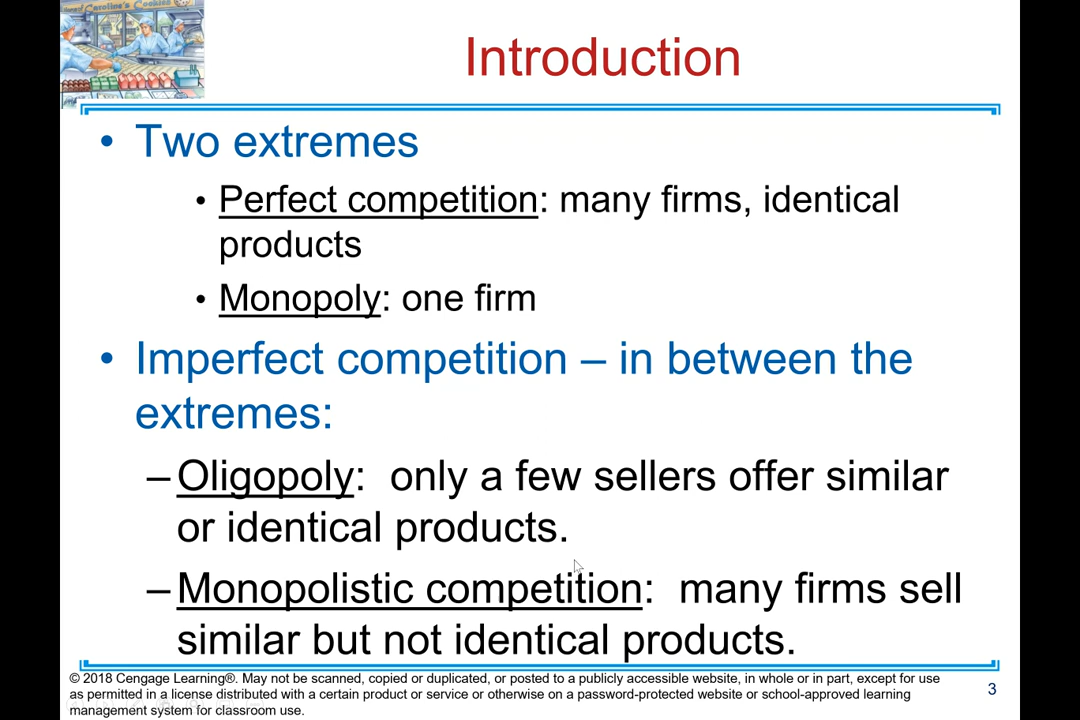 Caroline's Cookies
Introduction
• Two extremes
• Perfect competition: many firms, identical
products
• Monopoly: one firm
• Imperfect competition – in between the
extremes:
–Oligopoly:  only a few sellers offer similar
or identical products.
–Monopolistic competition:  many firms sell
similar but not identical products.
© 2018 Cengage Learning®. May not be scanned, copied or duplicated, or posted to a publicly accessible website, in whole or in part, except for use
as permitted in a license distributed with a certain product or service or otherwise on a password-protected website or school-approved learning
management system for classroom use.
3